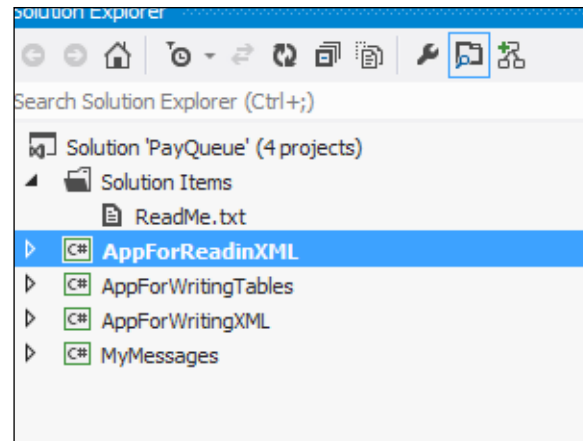 Solution Explorer
Search Solution Explorer (Ctrl+;)
Solution 'PayQueue' (4 projects)
Solution Items
ReadMe.txt
C# AppForReadinXML
C# AppForWritingTables
C# AppForWritingXML
C# MyMessages